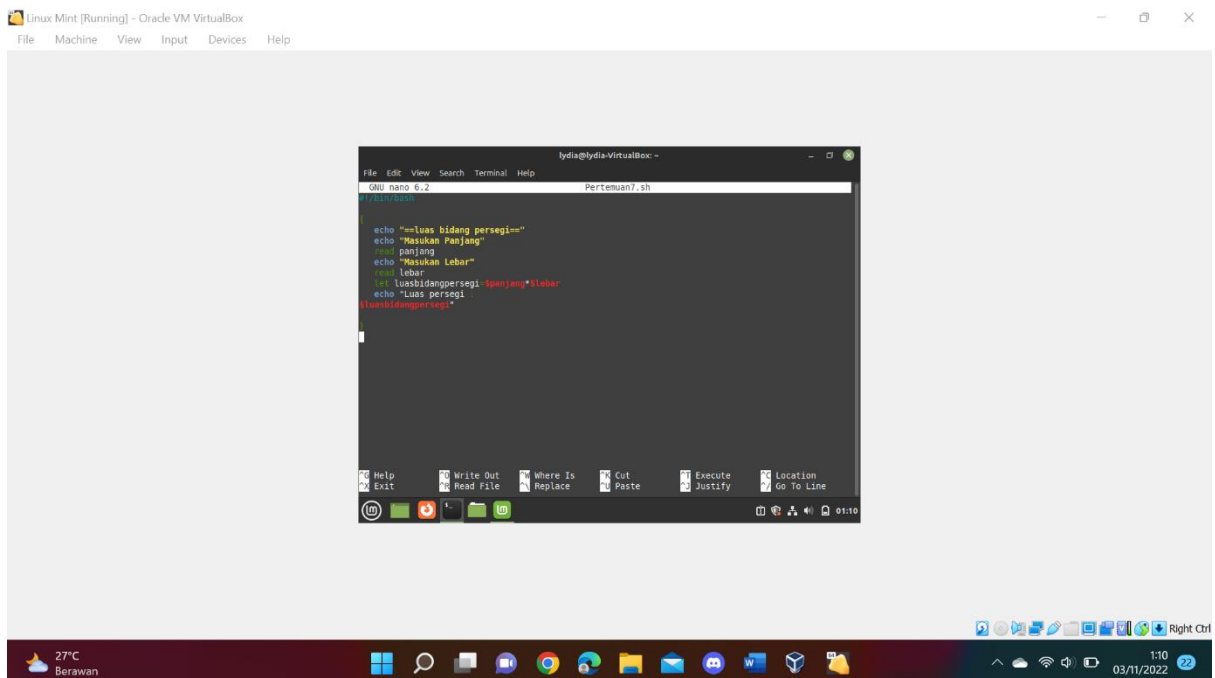 Linux Mint [Running] - Oracle VM VirtualBox
File Machine View Input Devices Help
lydia@lydia-VirtualBox: ~
File Edit View Search Terminal Help
GNU nano 6.2 Pertemuan7.sh
#!/bin/bash
{
echo "==luas bidang persegi=="
echo "Masukan Panjang"
read panjang
echo "Masukan Lebar"
read lebar
let luasbidangpersegi=$panjang*$lebar
echo "Luas persegi :
$luasbidangpersegi"
}
^G Help ^O Write Out ^W Where Is ^K Cut ^T Execute ^C Location
^X Exit ^R Read File ^\ Replace ^U Paste ^J Justify ^/ Go To Line
01:10
Right Ctrl
27°C
Berawan
1:10
03/11/2022
22